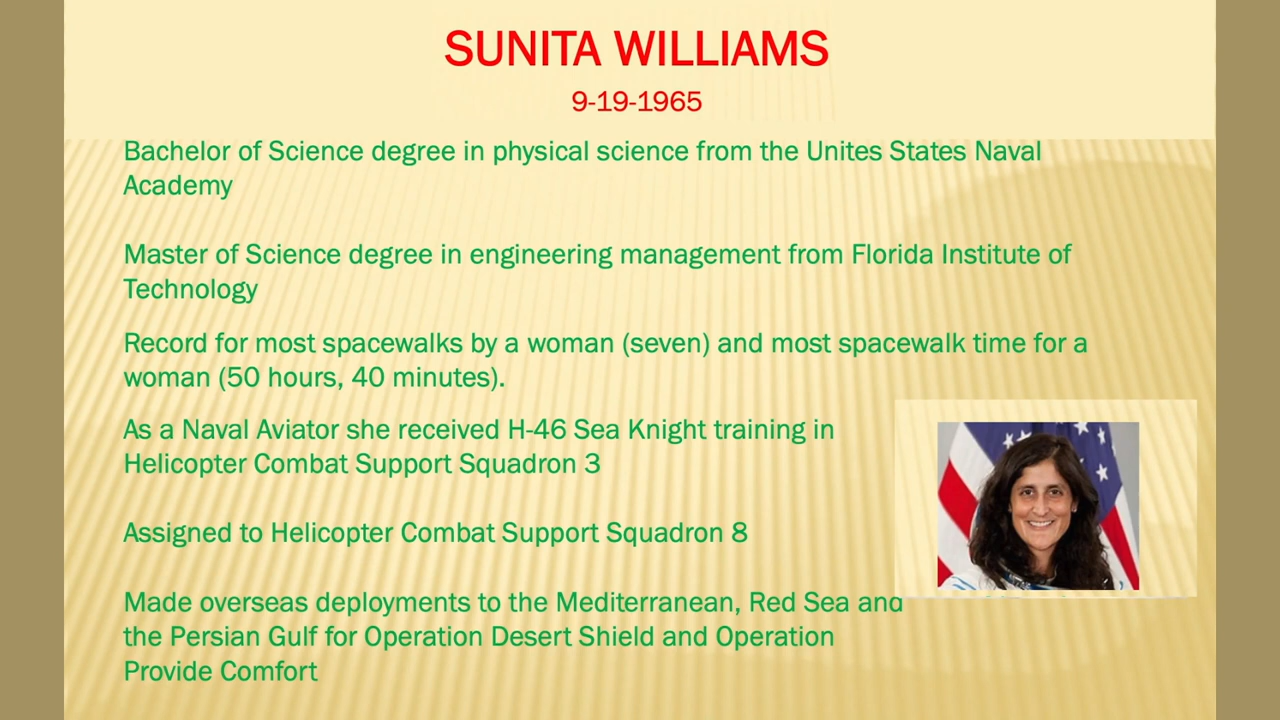 SUNITA WILLIAMS
9-19-1965
Bachelor of Science degree in physical science from the Unites States Naval
Academy
Master of Science degree in engineering management from Florida Institute of
Technology
Record for most spacewalks by a woman (seven) and most spacewalk time for a
woman (50 hours, 40 minutes).
As a Naval Aviator she received H-46 Sea Knight training in
Helicopter Combat Support Squadron 3
Assigned to Helicopter Combat Support Squadron 8
Made overseas deployments to the Mediterranean, Red Sea and
the Persian Gulf for Operation Desert Shield and Operation
Provide Comfort